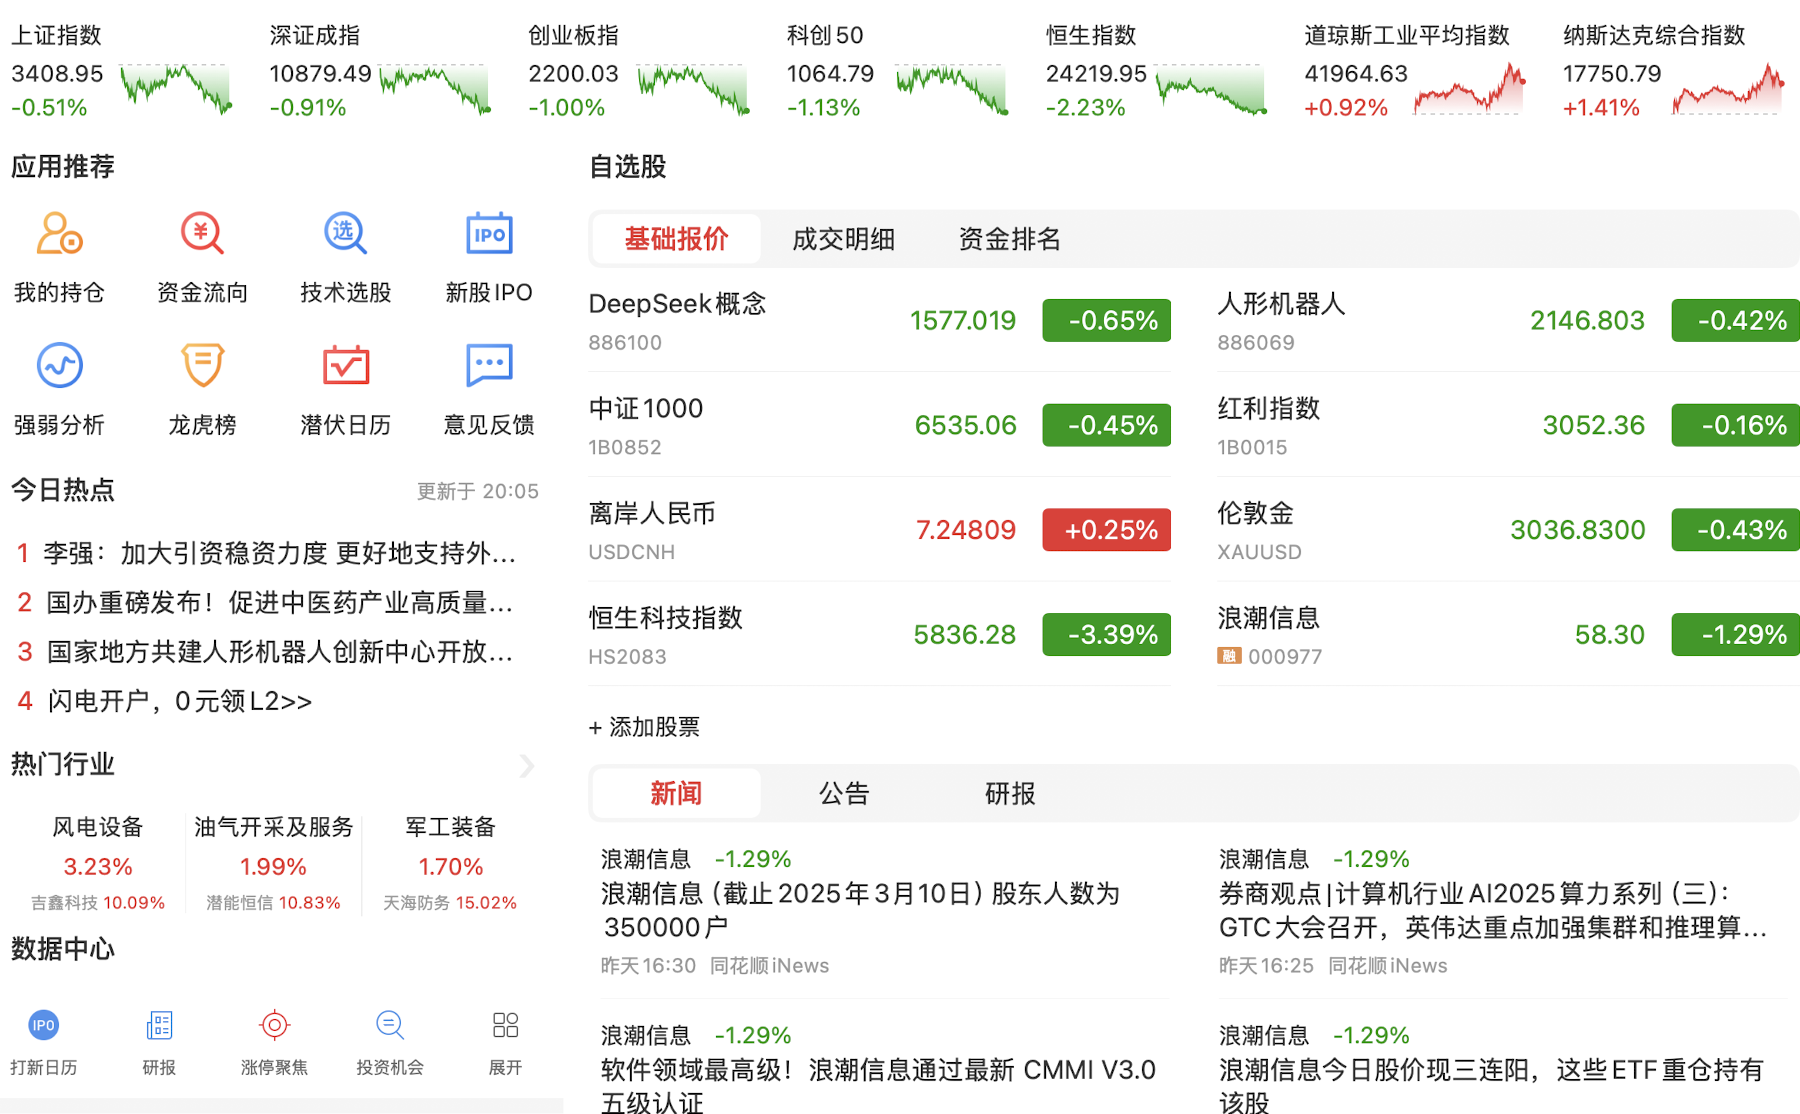 上证指数
3408.95
-0.51%
深证成指
10879.49
-0.91%
创业板指
2200.03
-1.00%
科创50
1064.79
-1.13%
恒生指数
24219.95
-2.23%
道琼斯工业平均指数
41964.63
+0.92%
纳斯达克综合指数
17750.79
+1.41%
应用推荐
我的持仓
¥
资金流向
选
技术选股
IPO
新股IPO
强弱分析
龙虎榜
潜伏日历
意见反馈
今日热点
更新于 20:05
1 李强：加大引资稳资力度 更好地支持外...
2 国办重磅发布！促进中医药产业高质量...
3 国家地方共建人形机器人创新中心开放...
4 闪电开户，0元领L2>>
热门行业
风电设备
3.23%
吉鑫科技 10.09%
油气开采及服务
1.99%
潜能恒信 10.83%
军工装备
1.70%
天海防务 15.02%
数据中心
IPO
打新日历
研报
涨停聚焦
投资机会
展开
自选股
基础报价 成交明细 资金排名
DeepSeek概念
886100
1577.019
-0.65%
人形机器人
886069
2146.803
-0.42%
中证1000
1B0852
6535.06
-0.45%
红利指数
1B0015
3052.36
-0.16%
离岸人民币
USDCNH
7.24809
+0.25%
伦敦金
XAUUSD
3036.8300
-0.43%
恒生科技指数
HS2083
5836.28
-3.39%
浪潮信息
融 000977
58.30
-1.29%
+ 添加股票
新闻 公告 研报
浪潮信息 -1.29%
浪潮信息（截止2025年3月10日）股东人数为
350000户
昨天16:30 同花顺iNews
浪潮信息 -1.29%
券商观点|计算机行业AI2025算力系列（三）：
GTC大会召开，英伟达重点加强集群和推理算...
昨天16:25 同花顺iNews
浪潮信息 -1.29%
软件领域最高级！浪潮信息通过最新 CMMI V3.0
五级认证
浪潮信息 -1.29%
浪潮信息今日股价现三连阳，这些ETF重仓持有
该股